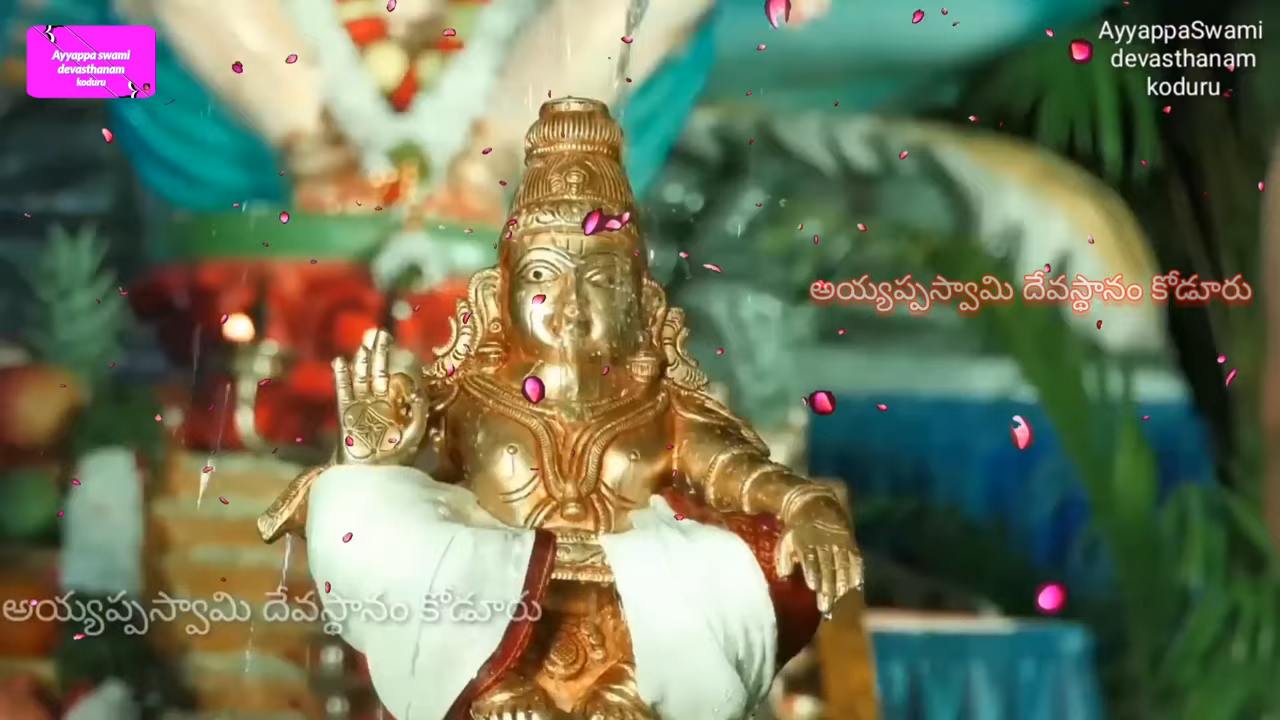 Ayyappa swami
devasthanam
koduru
AyyappaSwami
devasthanam
koduru
అయ్యప్పస్వామి దేవస్థానం కోడూరు
అయ్యప్పస్వామి దేవస్థానం కోడూరు